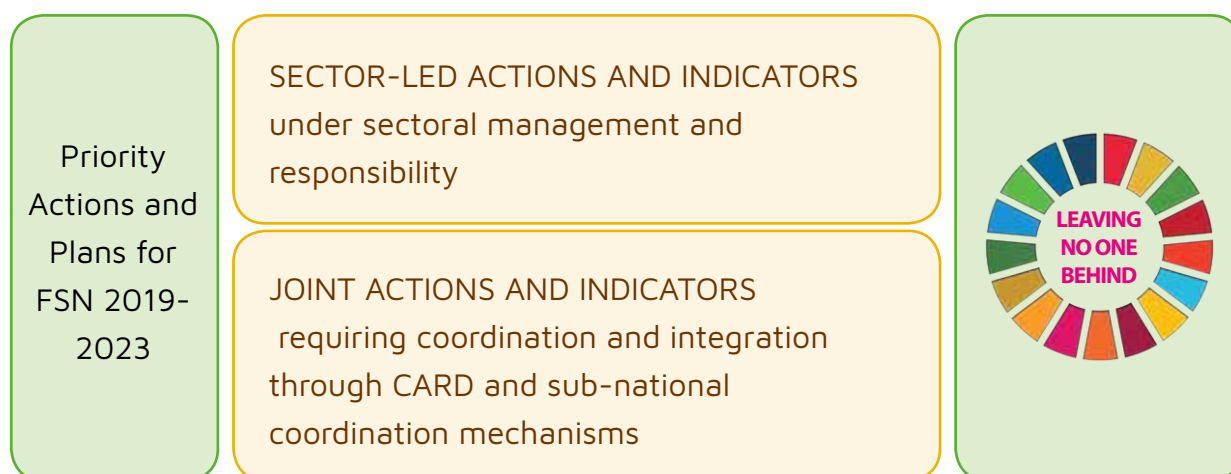 Priority
Actions and
Plans for
FSN 2019-
2023
SECTOR-LED ACTIONS AND INDICATORS
under sectoral management and
responsibility
JOINT ACTIONS AND INDICATORS
requiring coordination and integration
through CARD and sub-national
coordination mechanisms
LEAVING
NO ONE
BEHIND